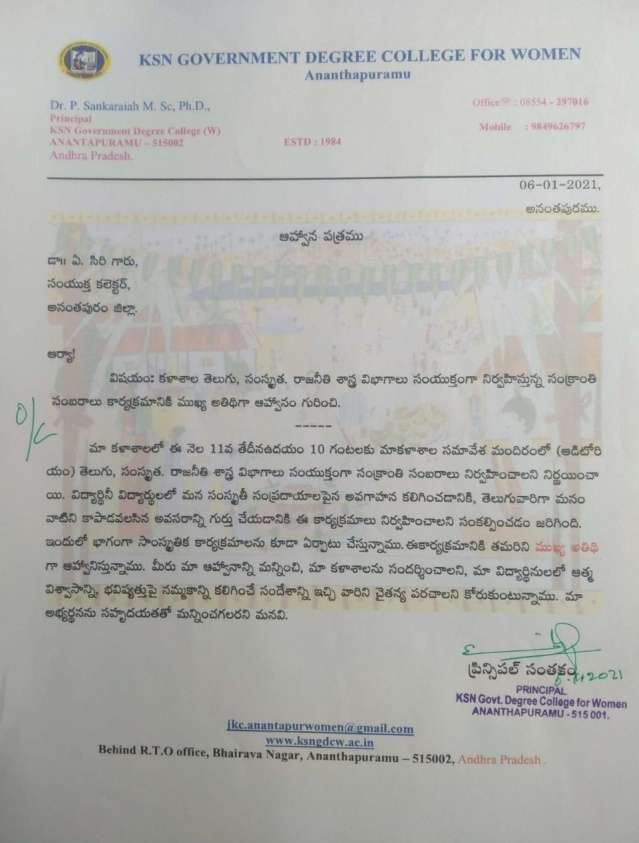 KSN GOVERNMENT DEGREE COLLEGE FOR WOMEN
Ananthapuramu
Dr. P. Sankaraiah M. Sc, Ph.D.,
Principal
KSN Government Degree College (W)
ANANTAPURAMU – 515002
Andhra Pradesh.
ESTD : 1984
Office☏ : 08554 - 297016
Mobile : 9849626797
06-01-2021,
అనంతపురము.
ఆహ్వాన పత్రము
డా॥ ఏ. సిరి గారు,
సంయుక్త కలెక్టర్,
అనంతపురం జిల్లా.
ఆర్యా!
విషయం: కళాశాల తెలుగు, సంస్కృత. రాజనీతి శాస్త్ర విభాగాలు సంయుక్తంగా నిర్వహిస్తున్న సంక్రాంతి
సంబరాలు కార్యక్రమానికి ముఖ్య అతిథిగా ఆహ్వానం గురించి.
-----
O/C
మా కళాశాలలో ఈ నెల 11వ తేదీనఉదయం 10 గంటలకు మాకళాశాల సమావేశ మందిరంలో (ఆడిటోరి
యం) తెలుగు, సంస్కృత. రాజనీతి శాస్త్ర విభాగాలు సంయుక్తంగా సంక్రాంతి సంబరాలు నిర్వహించాలని నిర్ణయించా
యి. విద్యార్థినీ విద్యార్థులలో మన సంస్కృతీ సంప్రదాయాలపైన అవగాహన కలిగించడానికి, తెలుగువారిగా మనం
వాటిని కాపాడవలసిన అవసరాన్ని గుర్తు చేయడానికి ఈ కార్యక్రమాలు నిర్వహించాలని సంకల్పించడం జరిగింది.
ఇందులో భాగంగా సాంస్కృతిక కార్యక్రమాలను కూడా ఏర్పాటు చేస్తున్నాము.ఈకార్యక్రమానికి తమరిని ముఖ్య అతిథి
గా ఆహ్వానిస్తున్నాము. మీరు మా ఆహ్వానాన్ని మన్నించి, మా కళాశాలను సందర్శించాలని, మా విద్యార్థినులలో ఆత్మ
విశ్వాసాన్ని, భవిష్యత్తుపై నమ్మకాన్ని కలిగించే సందేశాన్ని ఇచ్చి వారిని చైతన్య పరచాలని కోరుకుంటున్నాము. మా
అభ్యర్థనను సహృదయతతో మన్నించగలరని మనవి.
ప్రిన్సిపల్ సంతకం
PRINCIPAL
KSN Govt. Degree College for Women
ANANTHAPURAMU - 515 001.
jkc.anantapurwomen@gmail.com
www.ksngdcw.ac.in
Behind R.T.O office, Bhairava Nagar, Ananthapuramu – 515002, Andhra Pradesh.